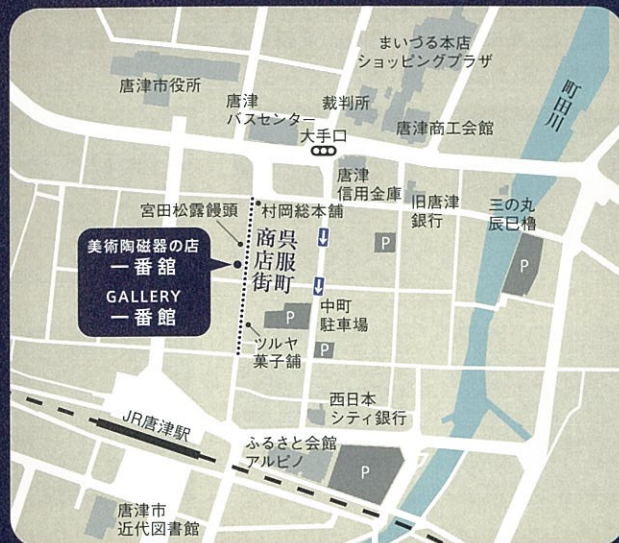 まいづる本店
ショッピングプラザ
唐津市役所
町田川
唐津
バスセンター
裁判所
大手口
唐津商工会館
唐津
信用金庫
旧唐津
銀行
三の丸
辰巳櫓
宮田松露饅頭
村岡総本舗
美術陶磁器の店
一番舘
GALLERY
一番館
呉服町
商店街
P
P
P
中町
駐車場
P
ツルヤ
菓子舗
西日本
シティ銀行
JR唐津駅
ふるさと会館
アルピノ
P
唐津市
近代図書館